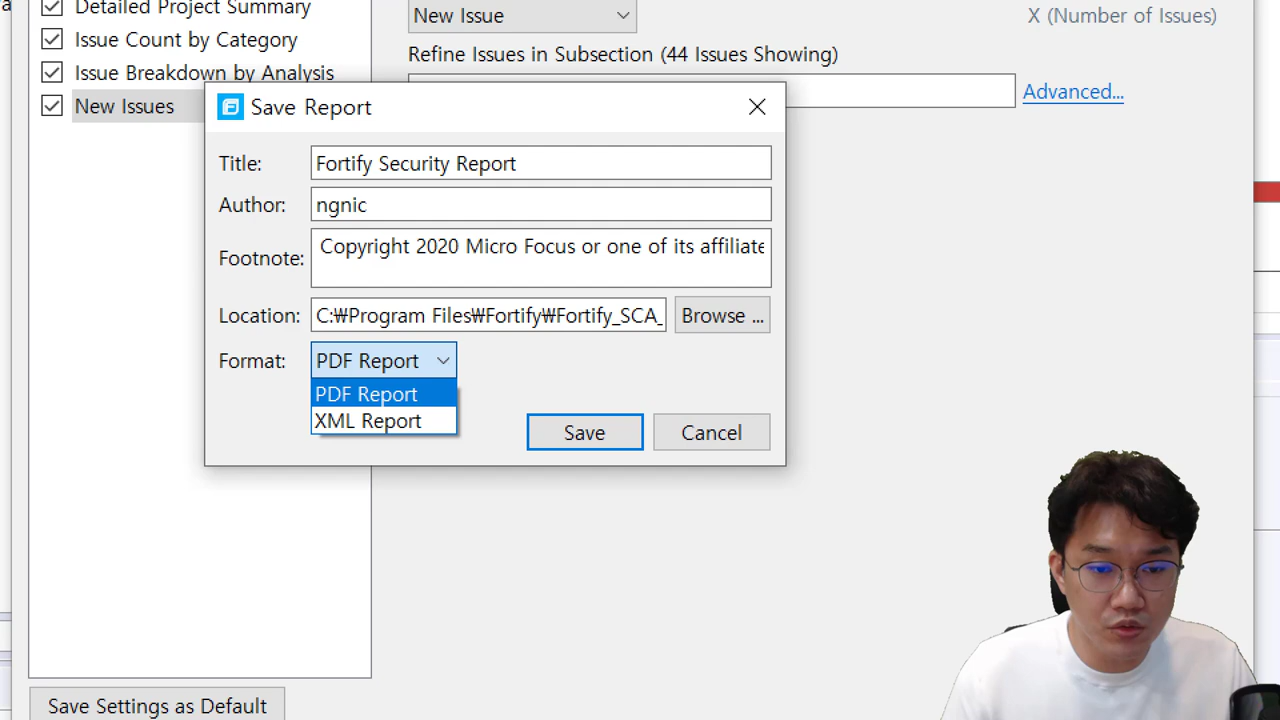 Detailed Project Summary
New Issue
X (Number of Issues)
Issue Count by Category
Refine Issues in Subsection (44 Issues Showing)
Issue Breakdown by Analysis
Advanced...
New Issues
Save Report
Title:
Fortify Security Report
Author:
ngnic
Footnote:
Copyright 2020 Micro Focus or one of its affiliate
Location:
C:₩Program Files₩Fortify₩Fortify_SCA_
Browse ...
Format:
PDF Report
PDF Report
XML Report
Save
Cancel
Save Settings as Default